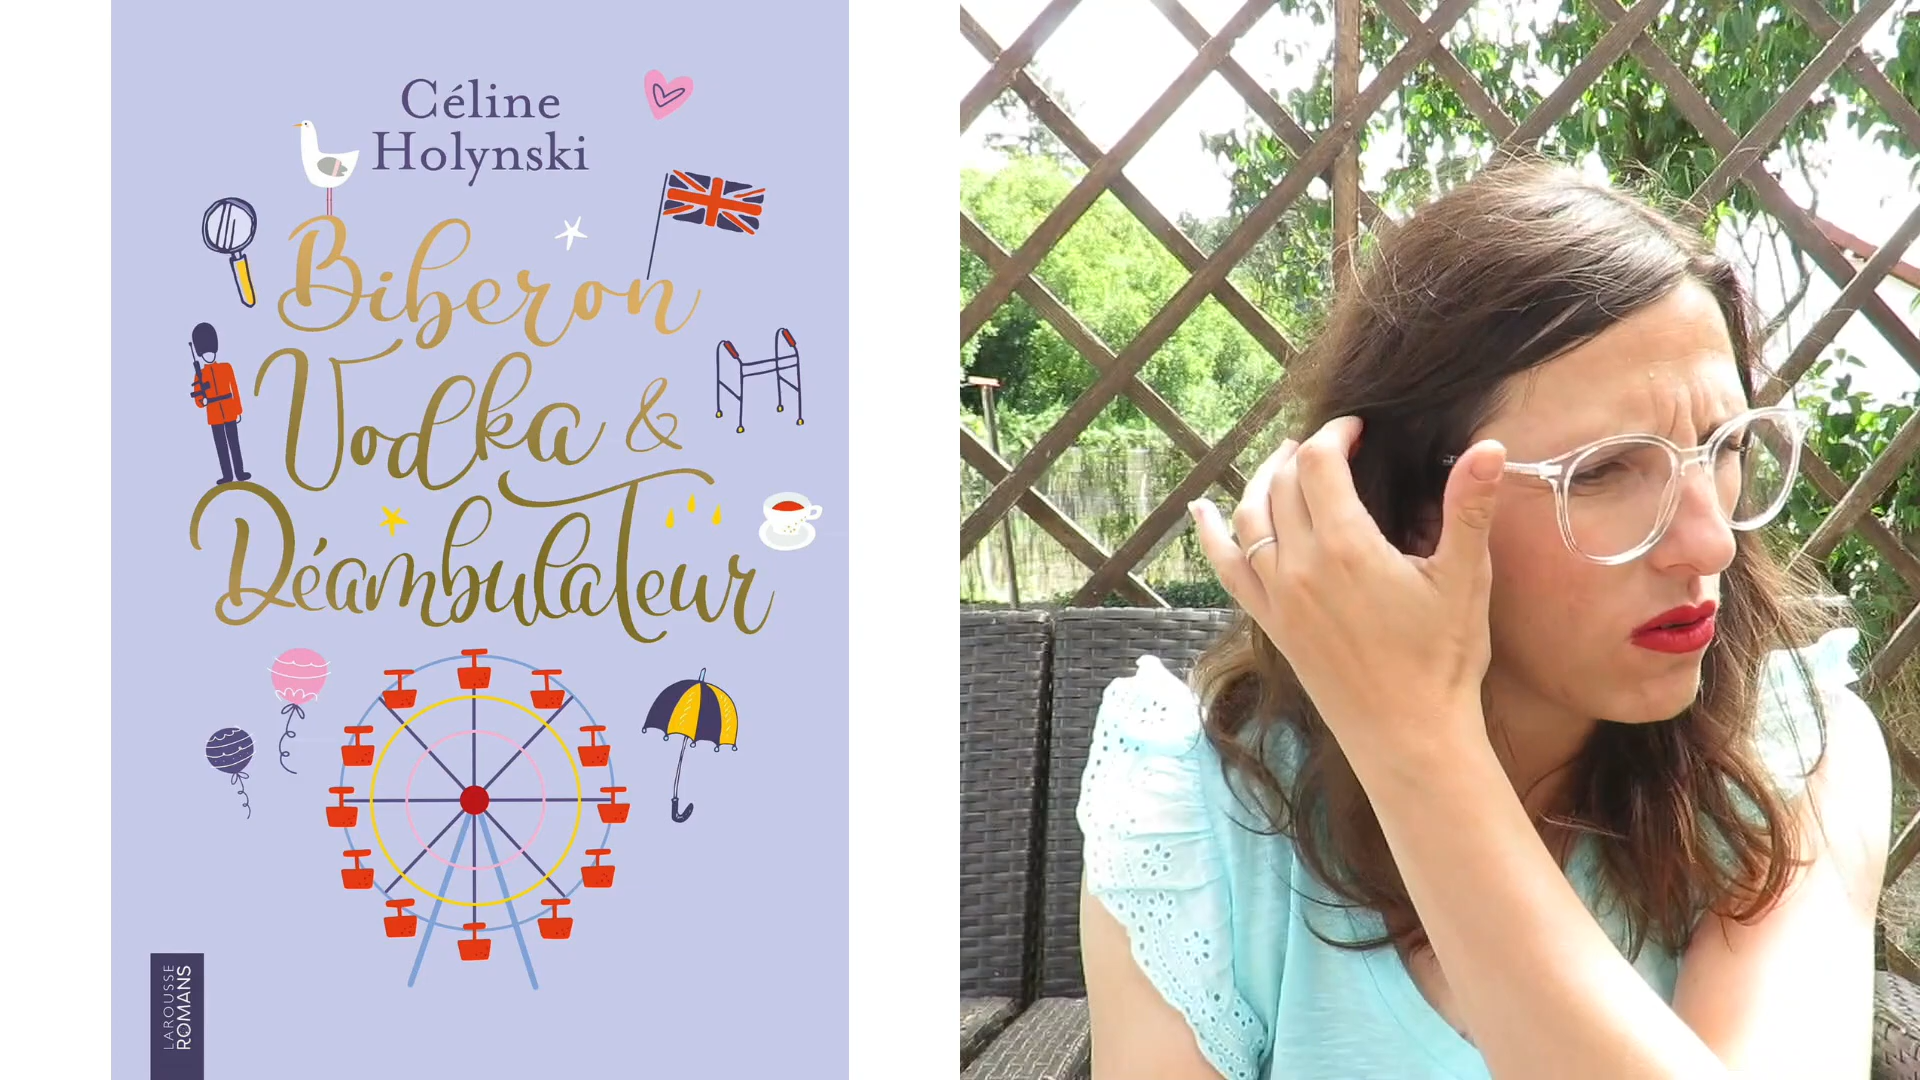 Céline
Holynski
Biberon
Vodka &
Déambulateur
LAROUSSE
ROMANS